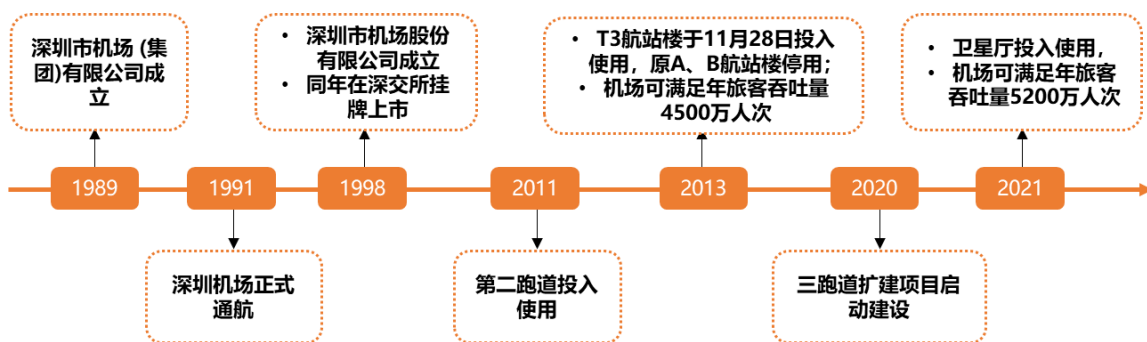 深圳市机场 (集
团)有限公司成
立
• 深圳市机场股份
有限公司成立
• 同年在深交所挂
牌上市
• T3航站楼于11月28日投入
使用，原A、B航站楼停用；
• 机场可满足年旅客吞吐量
4500万人次
• 卫星厅投入使用，
• 机场可满足年旅客
吞吐量5200万人次
1989
1991
1998
2011
2013
2020
2021
深圳机场正式
通航
第二跑道投入
使用
三跑道扩建项目启
动建设